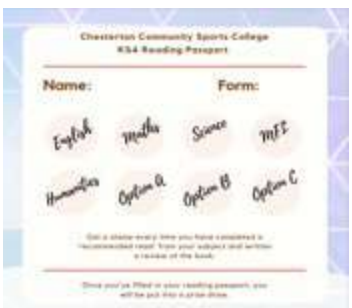 Chesterton Community Sports College
KS4 Reading Passport
Name: Form:
English Maths Science MFL
Humanities Option A Option B Option C
Get a stamp every time you have completed a
'recommended read' from your subject and written
a review of the book.
Once you've filled in your reading passport, you
will be put into a prize draw.